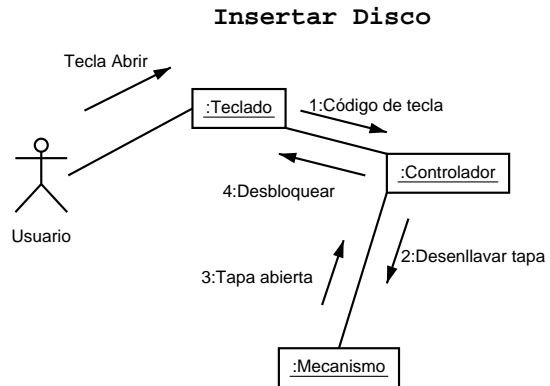 Insertar Disco
Tecla Abrir
:Teclado
1:Código de tecla
:Controlador
4:Desbloquear
Usuario
2:Desenllavar tapa
3:Tapa abierta
:Mecanismo